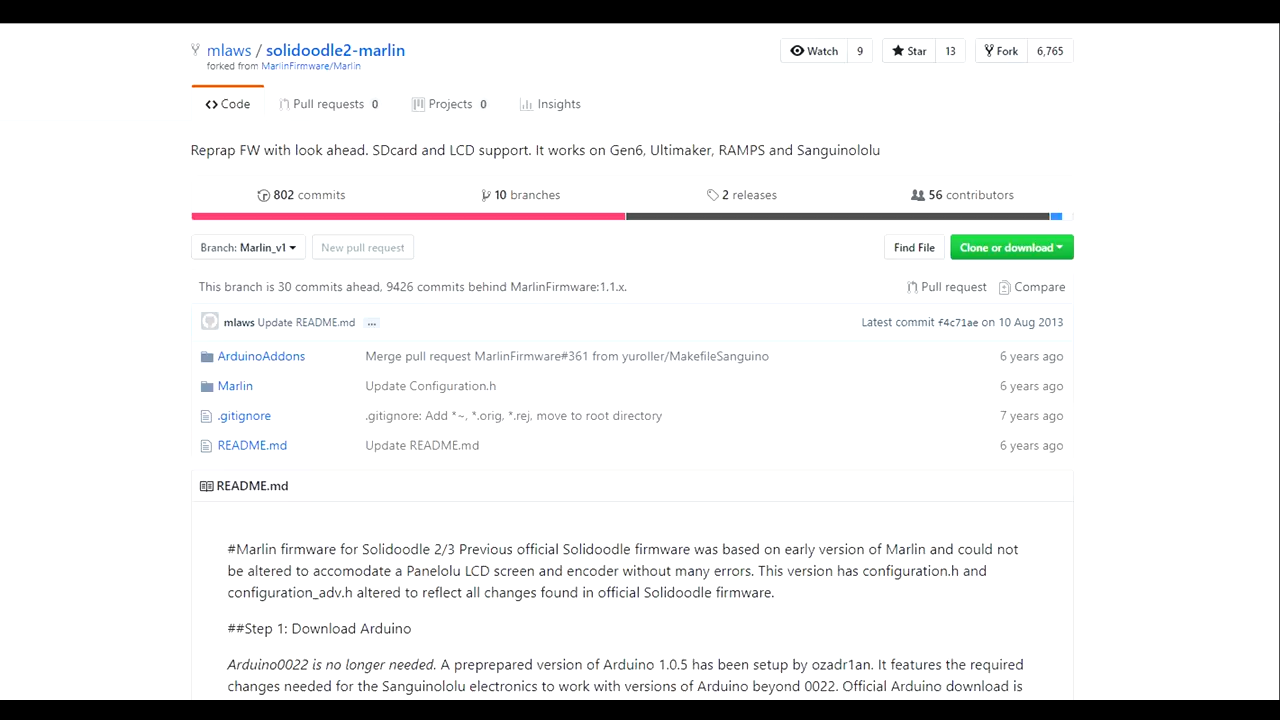 mlaws / solidoodle2-marlin
forked from MarlinFirmware/Marlin
Watch 9 Star 13 Fork 6,765
Code Pull requests 0 Projects 0 Insights
Reprap FW with look ahead. SDcard and LCD support. It works on Gen6, Ultimaker, RAMPS and Sanguinololu
802 commits 10 branches 2 releases 56 contributors
Branch: Marlin_v1 New pull request Find File Clone or download
This branch is 30 commits ahead, 9426 commits behind MarlinFirmware:1.1.x. Pull request Compare
mlaws Update README.md ... Latest commit f4c71ae on 10 Aug 2013
ArduinoAddons Merge pull request MarlinFirmware#361 from yuroller/MakefileSanguino 6 years ago
Marlin Update Configuration.h 6 years ago
.gitignore .gitignore: Add *~, *.orig, *.rej, move to root directory 7 years ago
README.md Update README.md 6 years ago
README.md
#Marlin firmware for Solidoodle 2/3 Previous official Solidoodle firmware was based on early version of Marlin and could not
be altered to accomodate a Panelolu LCD screen and encoder without many errors. This version has configuration.h and
configuration_adv.h altered to reflect all changes found in official Solidoodle firmware.
##Step 1: Download Arduino
Arduino0022 is no longer needed. A preprepared version of Arduino 1.0.5 has been setup by ozadr1an. It features the required
changes needed for the Sanguinololu electronics to work with versions of Arduino beyond 0022. Official Arduino download is